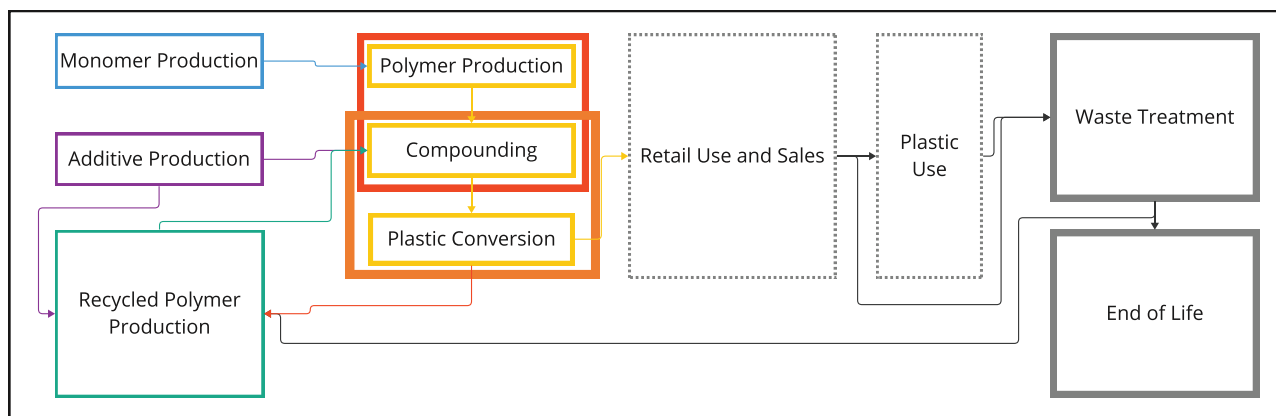 Monomer Production
Polymer Production
Additive Production
Compounding
Plastic Conversion
Recycled Polymer
Production
Retail Use and Sales
Plastic
Use
Waste Treatment
End of Life